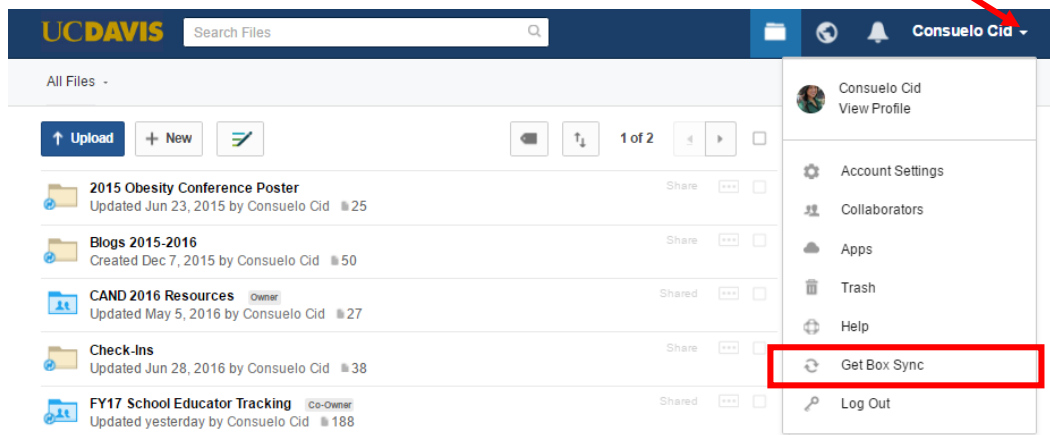 UCDAVIS Search Files Consuelo Cid
All Files
Consuelo Cid
View Profile
Upload New 1 of 2
Account Settings
Collaborators
Apps
Trash
Help
Get Box Sync
Log Out
2015 Obesity Conference Poster Share
Updated Jun 23, 2015 by Consuelo Cid 25
Blogs 2015-2016 Share
Created Dec 7, 2015 by Consuelo Cid 50
CAND 2016 Resources Owner Shared
Updated May 5, 2016 by Consuelo Cid 27
Check-Ins Share
Updated Jun 28, 2016 by Consuelo Cid 38
FY17 School Educator Tracking Co-Owner Shared
Updated yesterday by Consuelo Cid 188